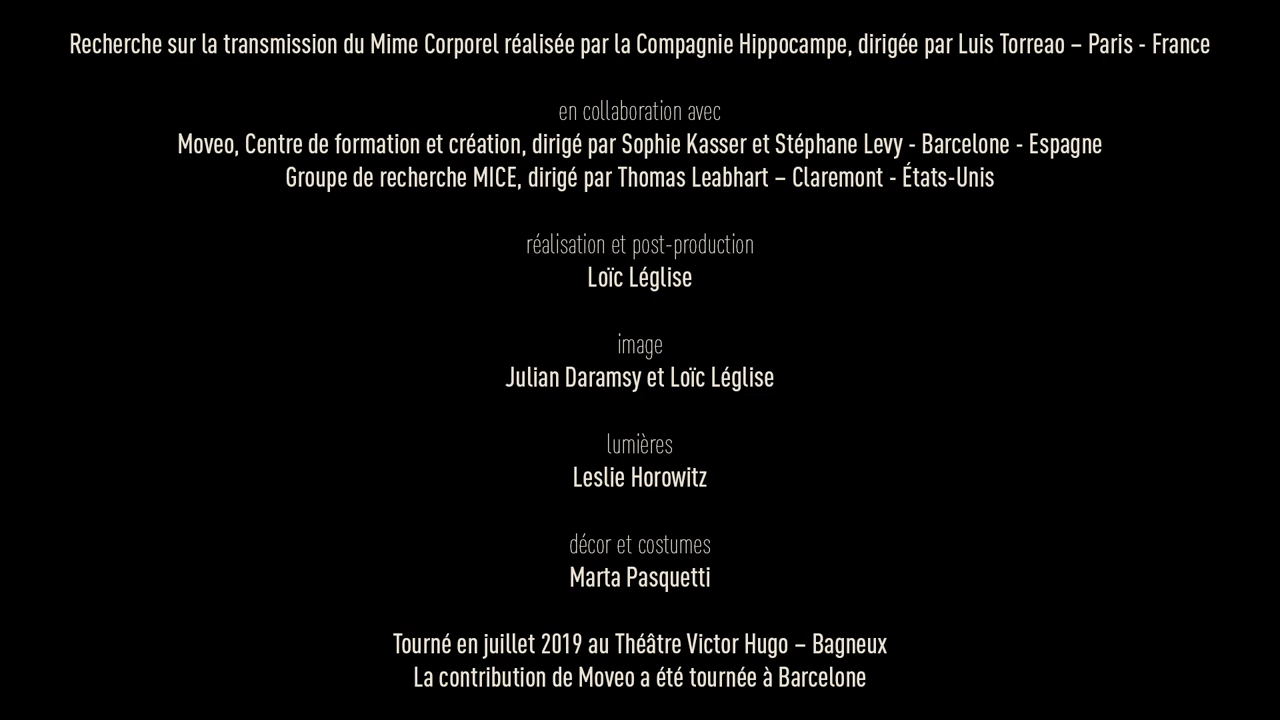 Recherche sur la transmission du Mime Corporel réalisée par la Compagnie Hippocampe, dirigée par Luis Torreao – Paris - France
en collaboration avec
Moveo, Centre de formation et création, dirigé par Sophie Kasser et Stéphane Levy - Barcelone - Espagne
Groupe de recherche MICE, dirigé par Thomas Leabhart – Claremont - États-Unis
réalisation et post-production
Loïc Léglise
image
Julian Daramsy et Loïc Léglise
lumières
Leslie Horowitz
décor et costumes
Marta Pasquetti
Tourné en juillet 2019 au Théâtre Victor Hugo – Bagneux
La contribution de Moveo a été tournée à Barcelone